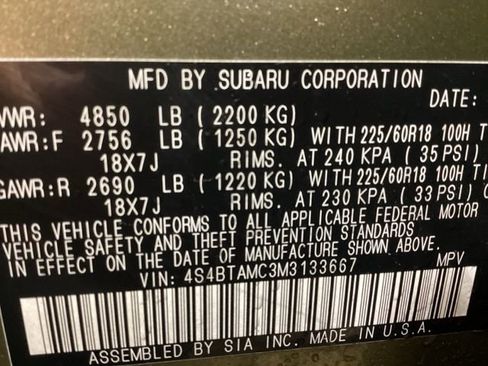 MFD BY SUBARU CORPORATION
DATE:
VWR: 4850 LB (2200 KG)
AWR:F 2756 LB (1250 KG) WITH 225/60R18 100H TI
18X7J RIMS. AT 240 KPA (35 PSI)
GAWR:R 2690 LB (1220 KG) WITH 225/60R18 100H TI
18X7J RIMS. AT 230 KPA (33 PSI)
THIS VEHICLE CONFORMS TO ALL APPLICABLE FEDERAL MOTOR
VEHICLE SAFETY AND THEFT PREVENTION STANDARDS
IN EFFECT ON THE DATE OF MANUFACTURE SHOWN ABOVE.
VIN: 4S4BTAMC3M3133667 MPV
ASSEMBLED BY SIA INC. MADE IN U.S.A.